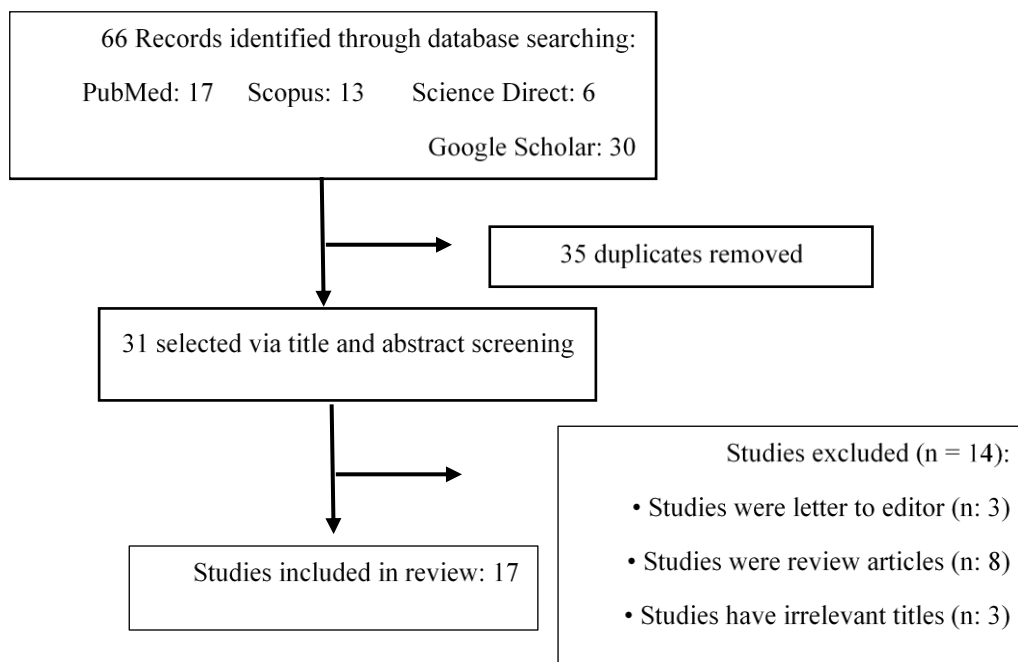 66 Records identified through database searching:
PubMed: 17 Scopus: 13 Science Direct: 6
Google Scholar: 30
35 duplicates removed
31 selected via title and abstract screening
Studies excluded (n = 14):
• Studies were letter to editor (n: 3)
• Studies were review articles (n: 8)
• Studies have irrelevant titles (n: 3)
Studies included in review: 17